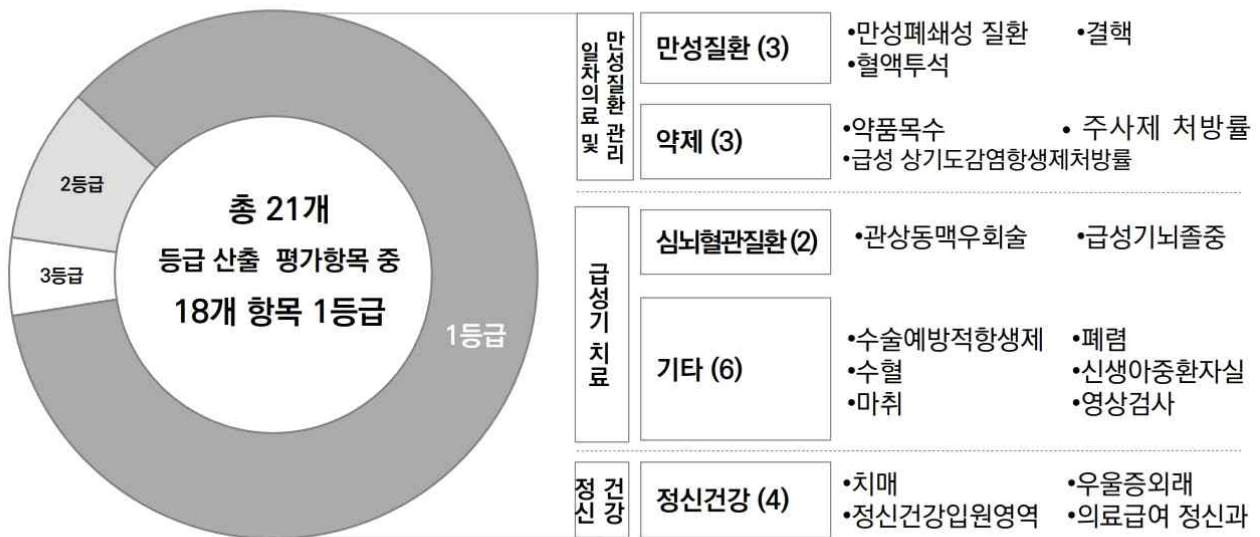 2등급
3등급
1등급
총 21개
등급 산출 평가항목 중
18개 항목 1등급
일차의료 및
만성질환 관리
만성질환 (3)
•만성폐쇄성 질환 •결핵
•혈액투석
약제 (3)
•약품목수 • 주사제 처방률
•급성 상기도감염항생제처방률
급성기 치료
심뇌혈관질환 (2)
•관상동맥우회술 •급성기뇌졸중
기타 (6)
•수술예방적항생제 •폐렴
•수혈 •신생아중환자실
•마취 •영상검사
정신
건강
정신건강 (4)
•치매 •우울증외래
•정신건강입원영역 •의료급여 정신과